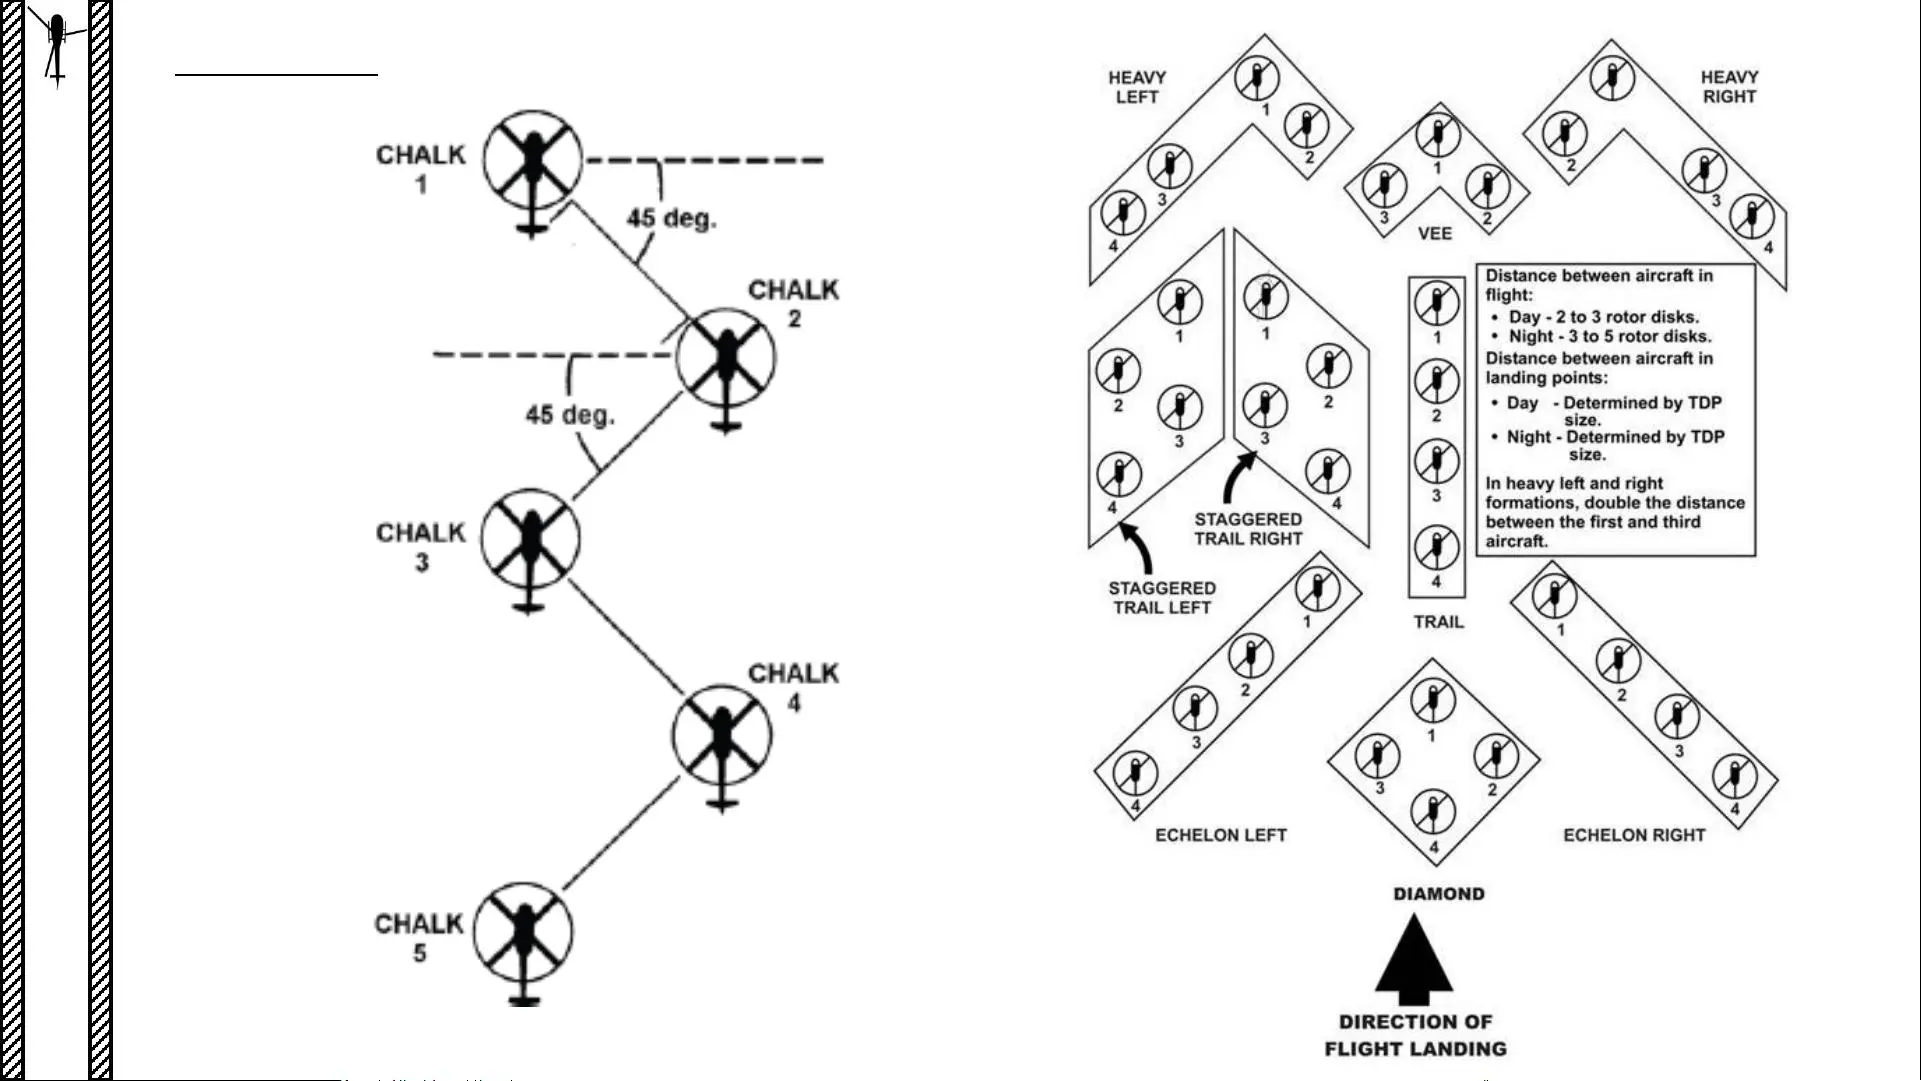 CHALK
1
45 deg.
CHALK
2
45 deg.
CHALK
3
CHALK
4
CHALK
5
HEAVY
LEFT
1
2
3
4
HEAVY
RIGHT
2
3
4
1
3
2
VEE
1
2
3
4
STAGGERED
TRAIL LEFT
1
2
3
4
STAGGERED
TRAIL RIGHT
1
2
3
4
TRAIL
Distance between aircraft in
flight:
• Day - 2 to 3 rotor disks.
• Night - 3 to 5 rotor disks.
Distance between aircraft in
landing points:
• Day - Determined by TDP
size.
• Night - Determined by TDP
size.
In heavy left and right
formations, double the distance
between the first and third
aircraft.
1
2
3
4
ECHELON LEFT
1
3
2
4
DIAMOND
1
2
3
4
ECHELON RIGHT
DIRECTION OF
FLIGHT LANDING